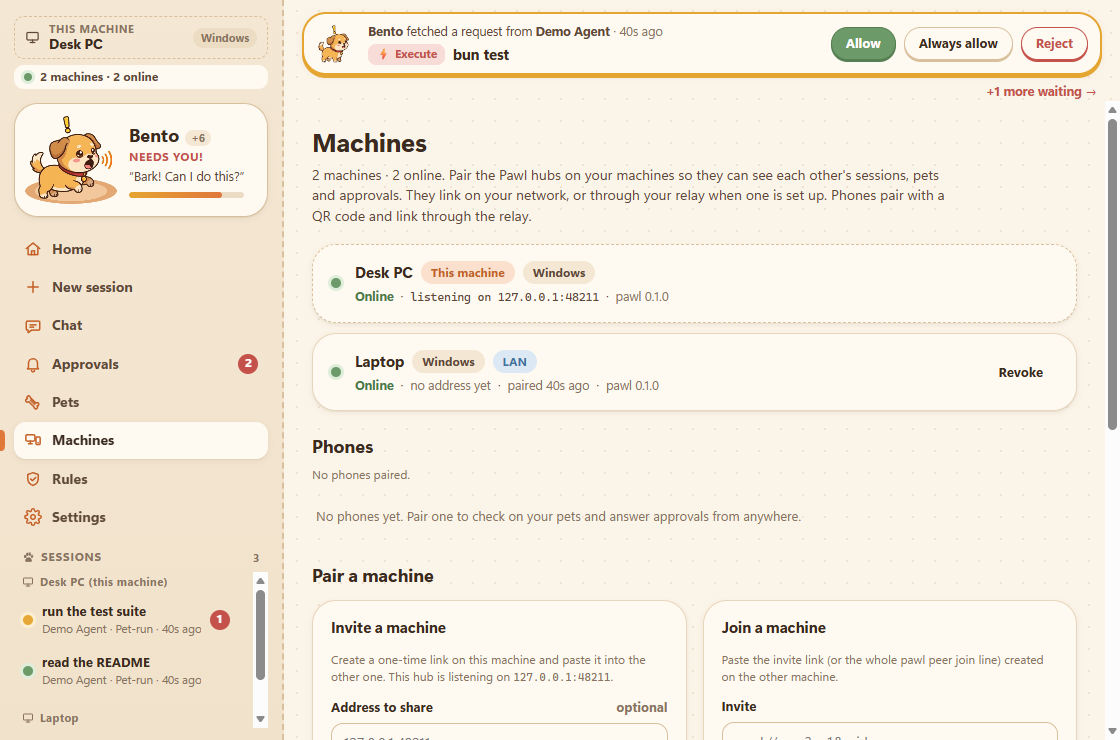 THIS MACHINE
Desk PC
Windows
2 machines · 2 online
Bento +6
NEEDS YOU!
“Bark! Can I do this?”
Home
New session
Chat
Approvals 2
Pets
Machines
Rules
Settings
SESSIONS 3
Desk PC (this machine)
run the test suite
Demo Agent · Pet-run · 40s ago
1
read the README
Demo Agent · Pet-run · 40s ago
Laptop
Bento fetched a request from Demo Agent · 40s ago
Execute bun test
Allow
Always allow
Reject
+1 more waiting →
Machines
2 machines · 2 online. Pair the Pawl hubs on your machines so they can see each other's sessions, pets
and approvals. They link on your network, or through your relay when one is set up. Phones pair with a
QR code and link through the relay.
Desk PC This machine Windows
Online · listening on 127.0.0.1:48211 · pawl 0.1.0
Laptop Windows LAN
Online · no address yet · paired 40s ago · pawl 0.1.0
Revoke
Phones
No phones paired.
No phones yet. Pair one to check on your pets and answer approvals from anywhere.
Pair a machine
Invite a machine
Create a one-time link on this machine and paste it into the
other one. This hub is listening on 127.0.0.1:48211.
Address to share optional
Join a machine
Paste the invite link (or the whole pawl peer join line) created
on the other machine.
Invite